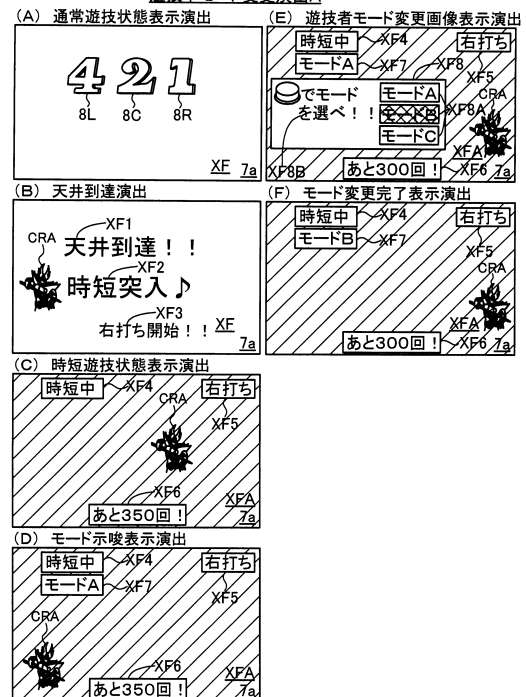 (A) 通常遊技状態表示演出
4 2 1
8L 8C 8R
XF 7a
(B) 天井到達演出
XF1
CRA
天井到達！！
XF2
時短突入♪
XF3
右打ち開始！！ XF
7a
(C) 時短遊技状態表示演出
時短中 XF4 右打ち
CRA
XF5
XF6
あと350回！ XFA
7a
(D) モード示唆表示演出
時短中 XF4 右打ち
モードA XF7
XF5
CRA
XF6
あと350回！ XFA
7a
(E) 遊技者モード変更画像表示演出
時短中 XF4 右打ち
モードA XF7 XF8
XF5
でモード モードA CRA
を選べ！！ モードB XF8A
モードC
XFA
XF8B あと300回！ XF6 7a
(F) モード変更完了表示演出
時短中 XF4 右打ち
モードB XF7
XF5
CRA
XFA
あと300回！ XF6 7a